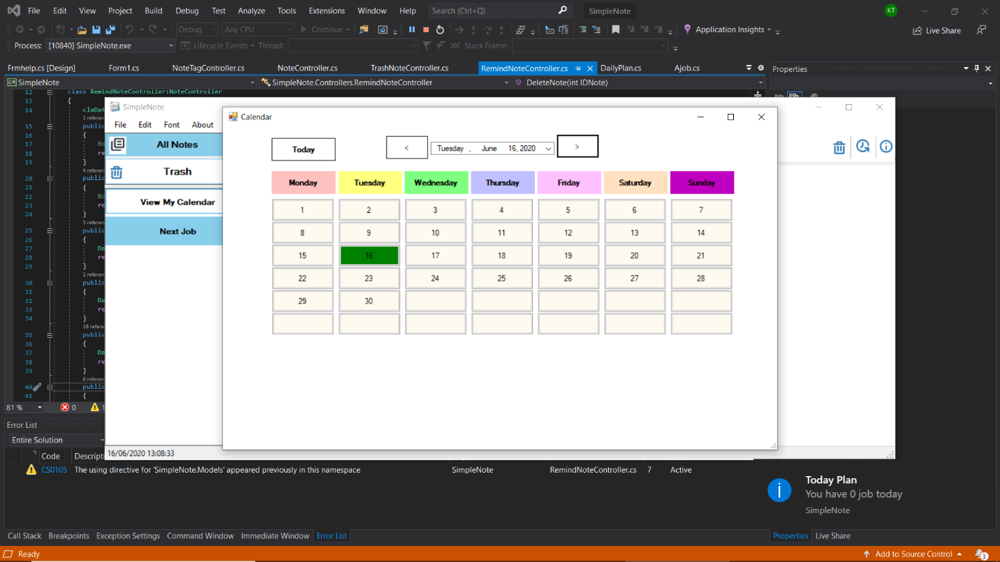 File Edit View Project Build Debug Test Analyze Tools Extensions Window Help Search (Ctrl+Q) SimpleNote KT
Debug Any CPU Continue Application Insights Live Share
Process: [10840] SimpleNote.exe Lifecycle Events Thread: Stack Frame:
Frmhelp.cs [Design] Form1.cs NoteTagController.cs NoteController.cs TrashNoteController.cs RemindNoteController.cs DailyPlan.cs Ajob.cs Properties
C# SimpleNote SimpleNote.Controllers.RemindNoteController DeleteNote(int IDNote)
12 class RemindNoteController:NoteController
13 {
14 claDat
1 referen
15 public
16 {
17 Bo
18 re
19 }
4 referen
20 public
21 {
22 Bo
23 re
24 }
3 referen
25 public
26 {
27 Da
28 re
29 }
2 referen
30 public
31 {
32 Da
33 re
34 }
18 refere
35 public
36 {
37 Da
38 re
39 }
8 referen
40 public
41 {
81 % 0 1
SimpleNote
File Edit Font About
All Notes
Trash
View My Calendar
Next Job
16/06/2020 13:08:33
Calendar
Today < Tuesday , June 16, 2020 >
Monday Tuesday Wednesday Thursday Friday Saturday Sunday
1 2 3 4 5 6 7
8 9 10 11 12 13 14
15 16 17 18 19 20 21
22 23 24 25 26 27 28
29 30
Error List
Entire Solution
Code Descripti
CS0105 The using directive for 'SimpleNote.Models' appeared previously in this namespace SimpleNote RemindNoteController.cs 7 Active
Today Plan
You have 0 job today
SimpleNote
Call Stack Breakpoints Exception Settings Command Window Immediate Window Error List Properties Live Share
Ready Add to Source Control 3